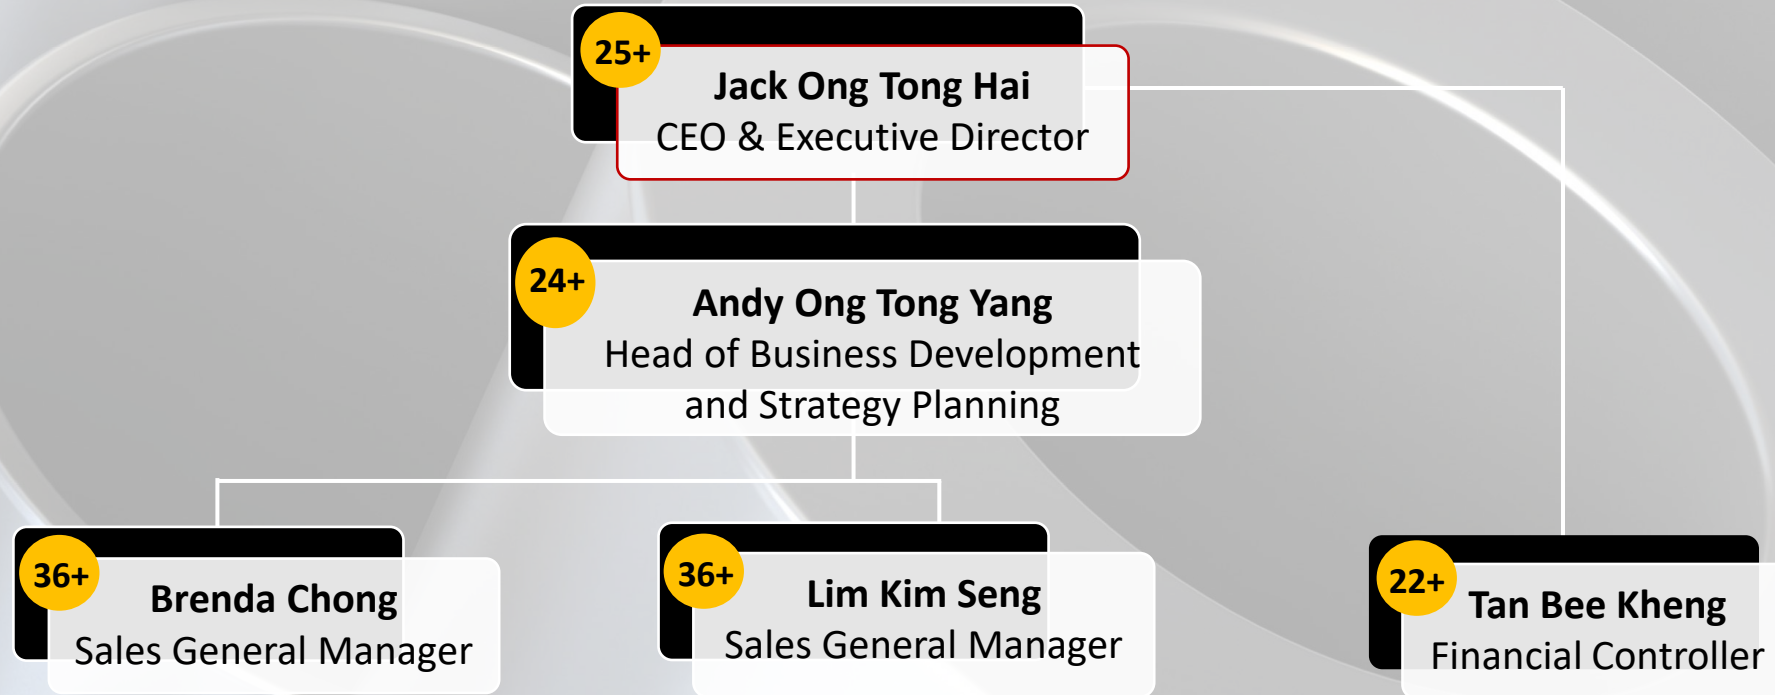 25+
Jack Ong Tong Hai
CEO & Executive Director
24+
Andy Ong Tong Yang
Head of Business Development
and Strategy Planning
36+
Brenda Chong
Sales General Manager
36+
Lim Kim Seng
Sales General Manager
22+
Tan Bee Kheng
Financial Controller